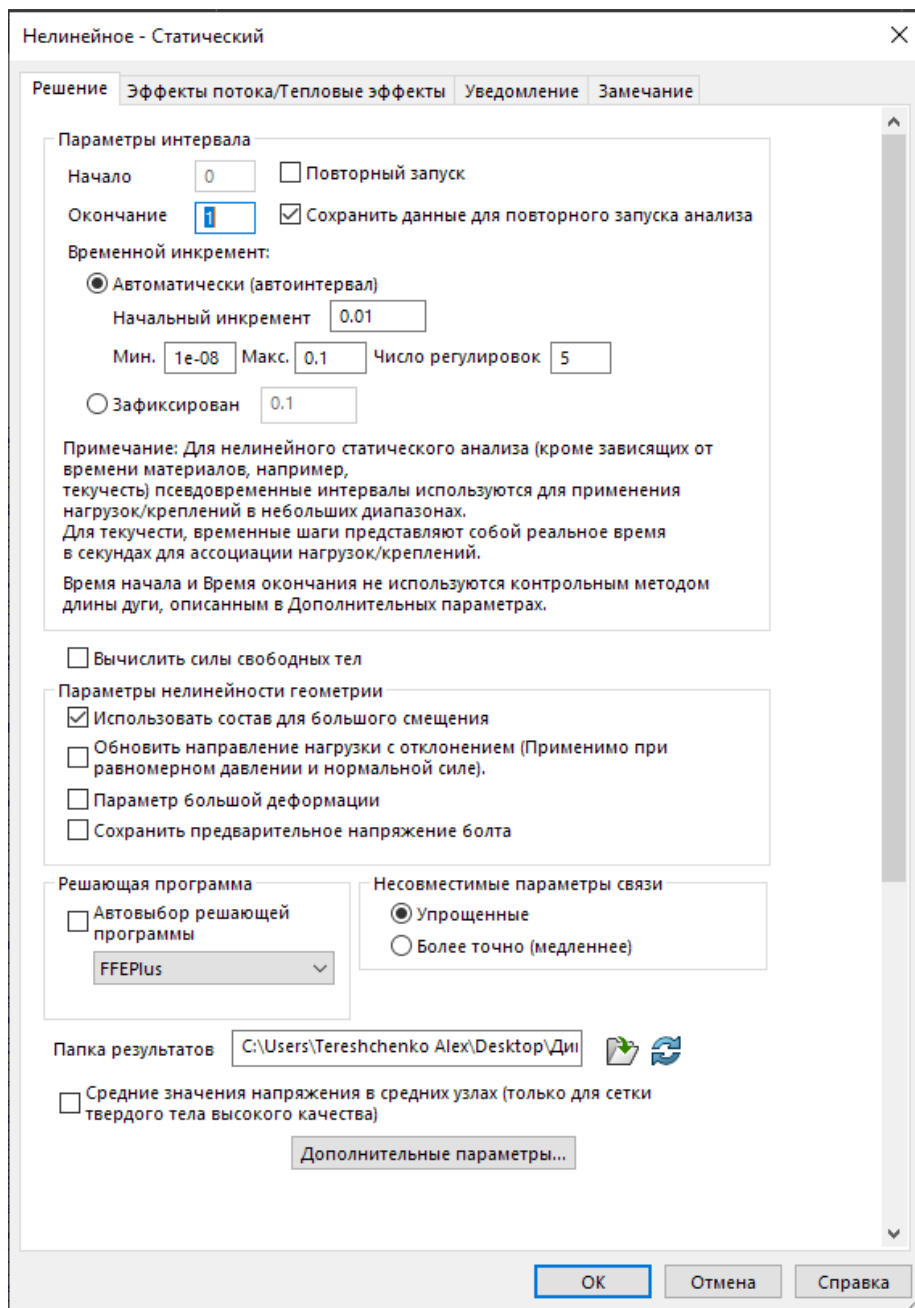 Нелинейное - Статический
Решение Эффекты потока/Тепловые эффекты Уведомление Замечание
Параметры интервала
Начало 0 Повторный запуск
Окончание 1 Сохранить данные для повторного запуска анализа
Временной инкремент:
Автоматически (автоинтервал)
Начальный инкремент 0.01
Мин. 1e-08 Макс. 0.1 Число регулировок 5
Зафиксирован 0.1
Примечание: Для нелинейного статического анализа (кроме зависящих от
времени материалов, например,
текучесть) псевдовременные интервалы используются для применения
нагрузок/креплений в небольших диапазонах.
Для текучести, временные шаги представляют собой реальное время
в секундах для ассоциации нагрузок/креплений.
Время начала и Время окончания не используются контрольным методом
длины дуги, описанным в Дополнительных параметрах.
Вычислить силы свободных тел
Параметры нелинейности геометрии
Использовать состав для большого смещения
Обновить направление нагрузки с отклонением (Применимо при
равномерном давлении и нормальной силе).
Параметр большой деформации
Сохранить предварительное напряжение болта
Решающая программа Несовместимые параметры связи
Автовыбор решающей
программы
Упрощенные
Более точно (медленнее)
FFEPlus
Папка результатов C:\Users\Tereshchenko Alex\Desktop\
Средние значения напряжения в средних узлах (только для сетки
твердого тела высокого качества)
Дополнительные параметры...
ОК Отмена Справка